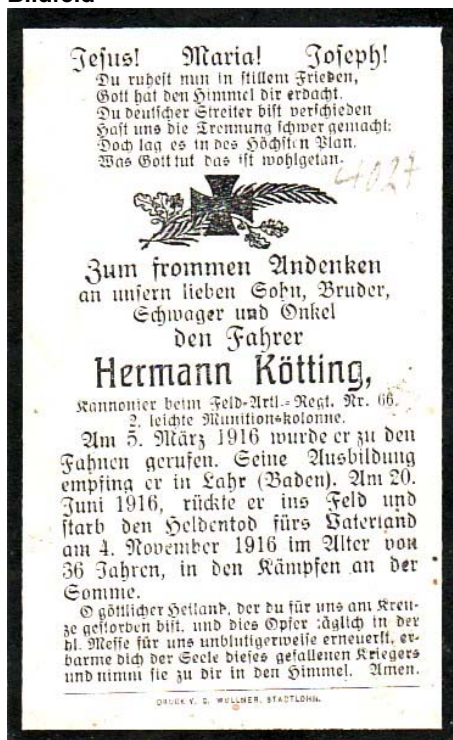 Bildfeld
Jesus! Maria! Joseph!
Du ruhest nun in stillem Frieden,
Gott hat den Himmel dir erdacht.
Du deutscher Streiter bist verschieden
Hast uns die Trennung schwer gemacht:
Doch lag es in des Höchsten Plan.
Was Gott tut das ist wohlgetan.
4027
Zum frommen Andenken
an unsern lieben Sohn, Bruder,
Schwager und Onkel
den Fahrer
Hermann Kötting,
Kannonier beim Feld-Artl.-Regt. Nr. 66,
2. leichte Munitionskolonne.
Am 5. März 1916 wurde er zu den
Fahnen gerufen. Seine Ausbildung
empfing er in Lahr (Baden). Am 20.
Juni 1916, rückte er ins Feld und
starb den Heldentod fürs Vaterland
am 4. November 1916 im Alter von
36 Jahren, in den Kämpfen an der
Somme.
O göttlicher Heiland, der du für uns am Kreu-
ze gestorben bist, und dies Opfer täglich in der
hl. Messe für uns unblutigerweise erneuerst, er-
barme dich der Seele dieses gefallenen Kriegers
und nimm sie zu dir in den Himmel. Amen.
DRUCK V. C. WÜLLNER, STADTLOHN.